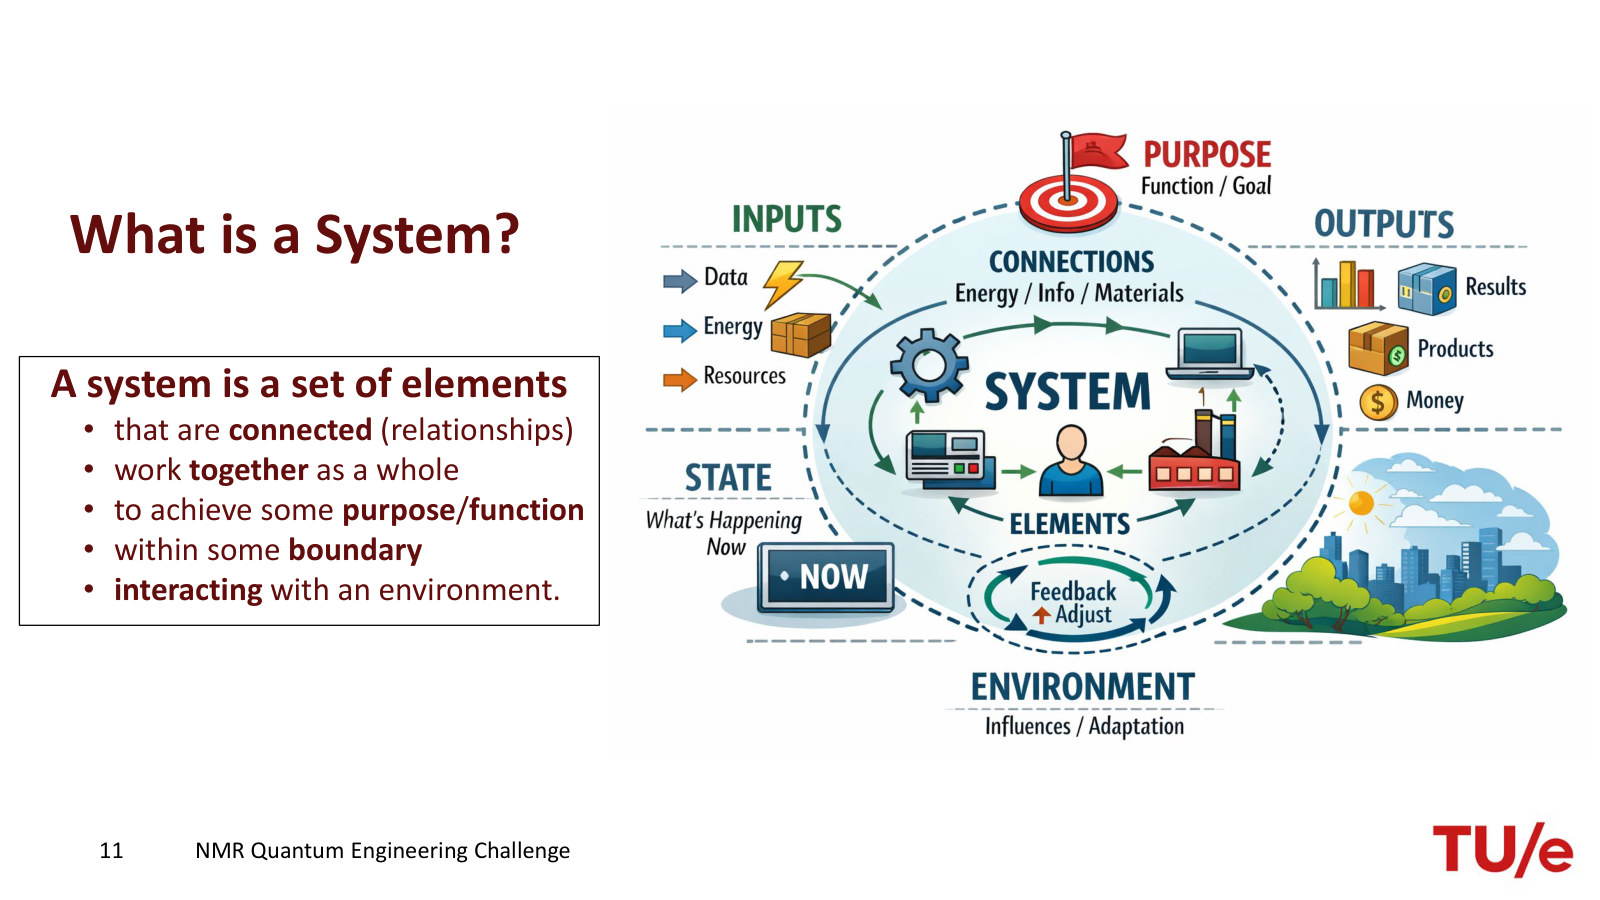 What is a System?
A system is a set of elements
• that are connected (relationships)
• work together as a whole
• to achieve some purpose/function
• within some boundary
• interacting with an environment.
PURPOSE
Function / Goal
INPUTS
Data
Energy
Resources
CONNECTIONS
Energy / Info / Materials
OUTPUTS
Results
Products
Money
SYSTEM
STATE
What's Happening
Now
NOW
ELEMENTS
Feedback
Adjust
ENVIRONMENT
Influences / Adaptation
11
NMR Quantum Engineering Challenge
TU/e